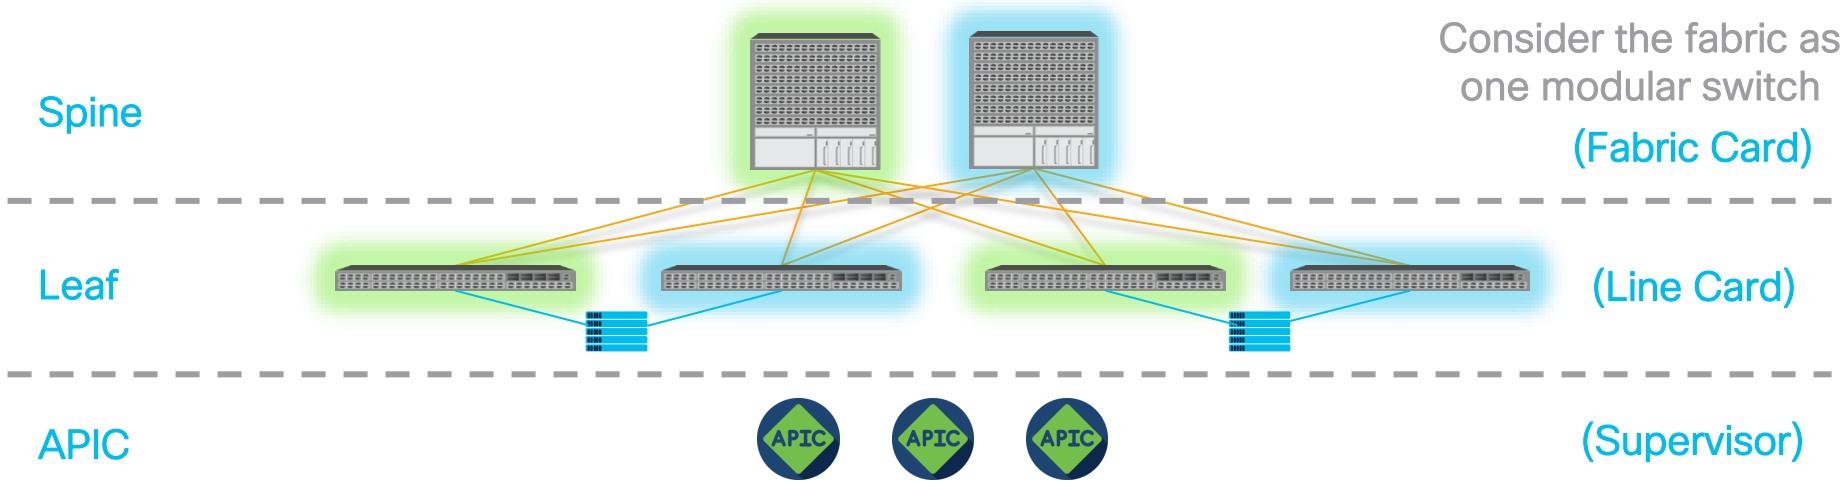 Consider the fabric as
one modular switch
Spine
(Fabric Card)
Leaf
(Line Card)
APIC
APIC
APIC
APIC
(Supervisor)